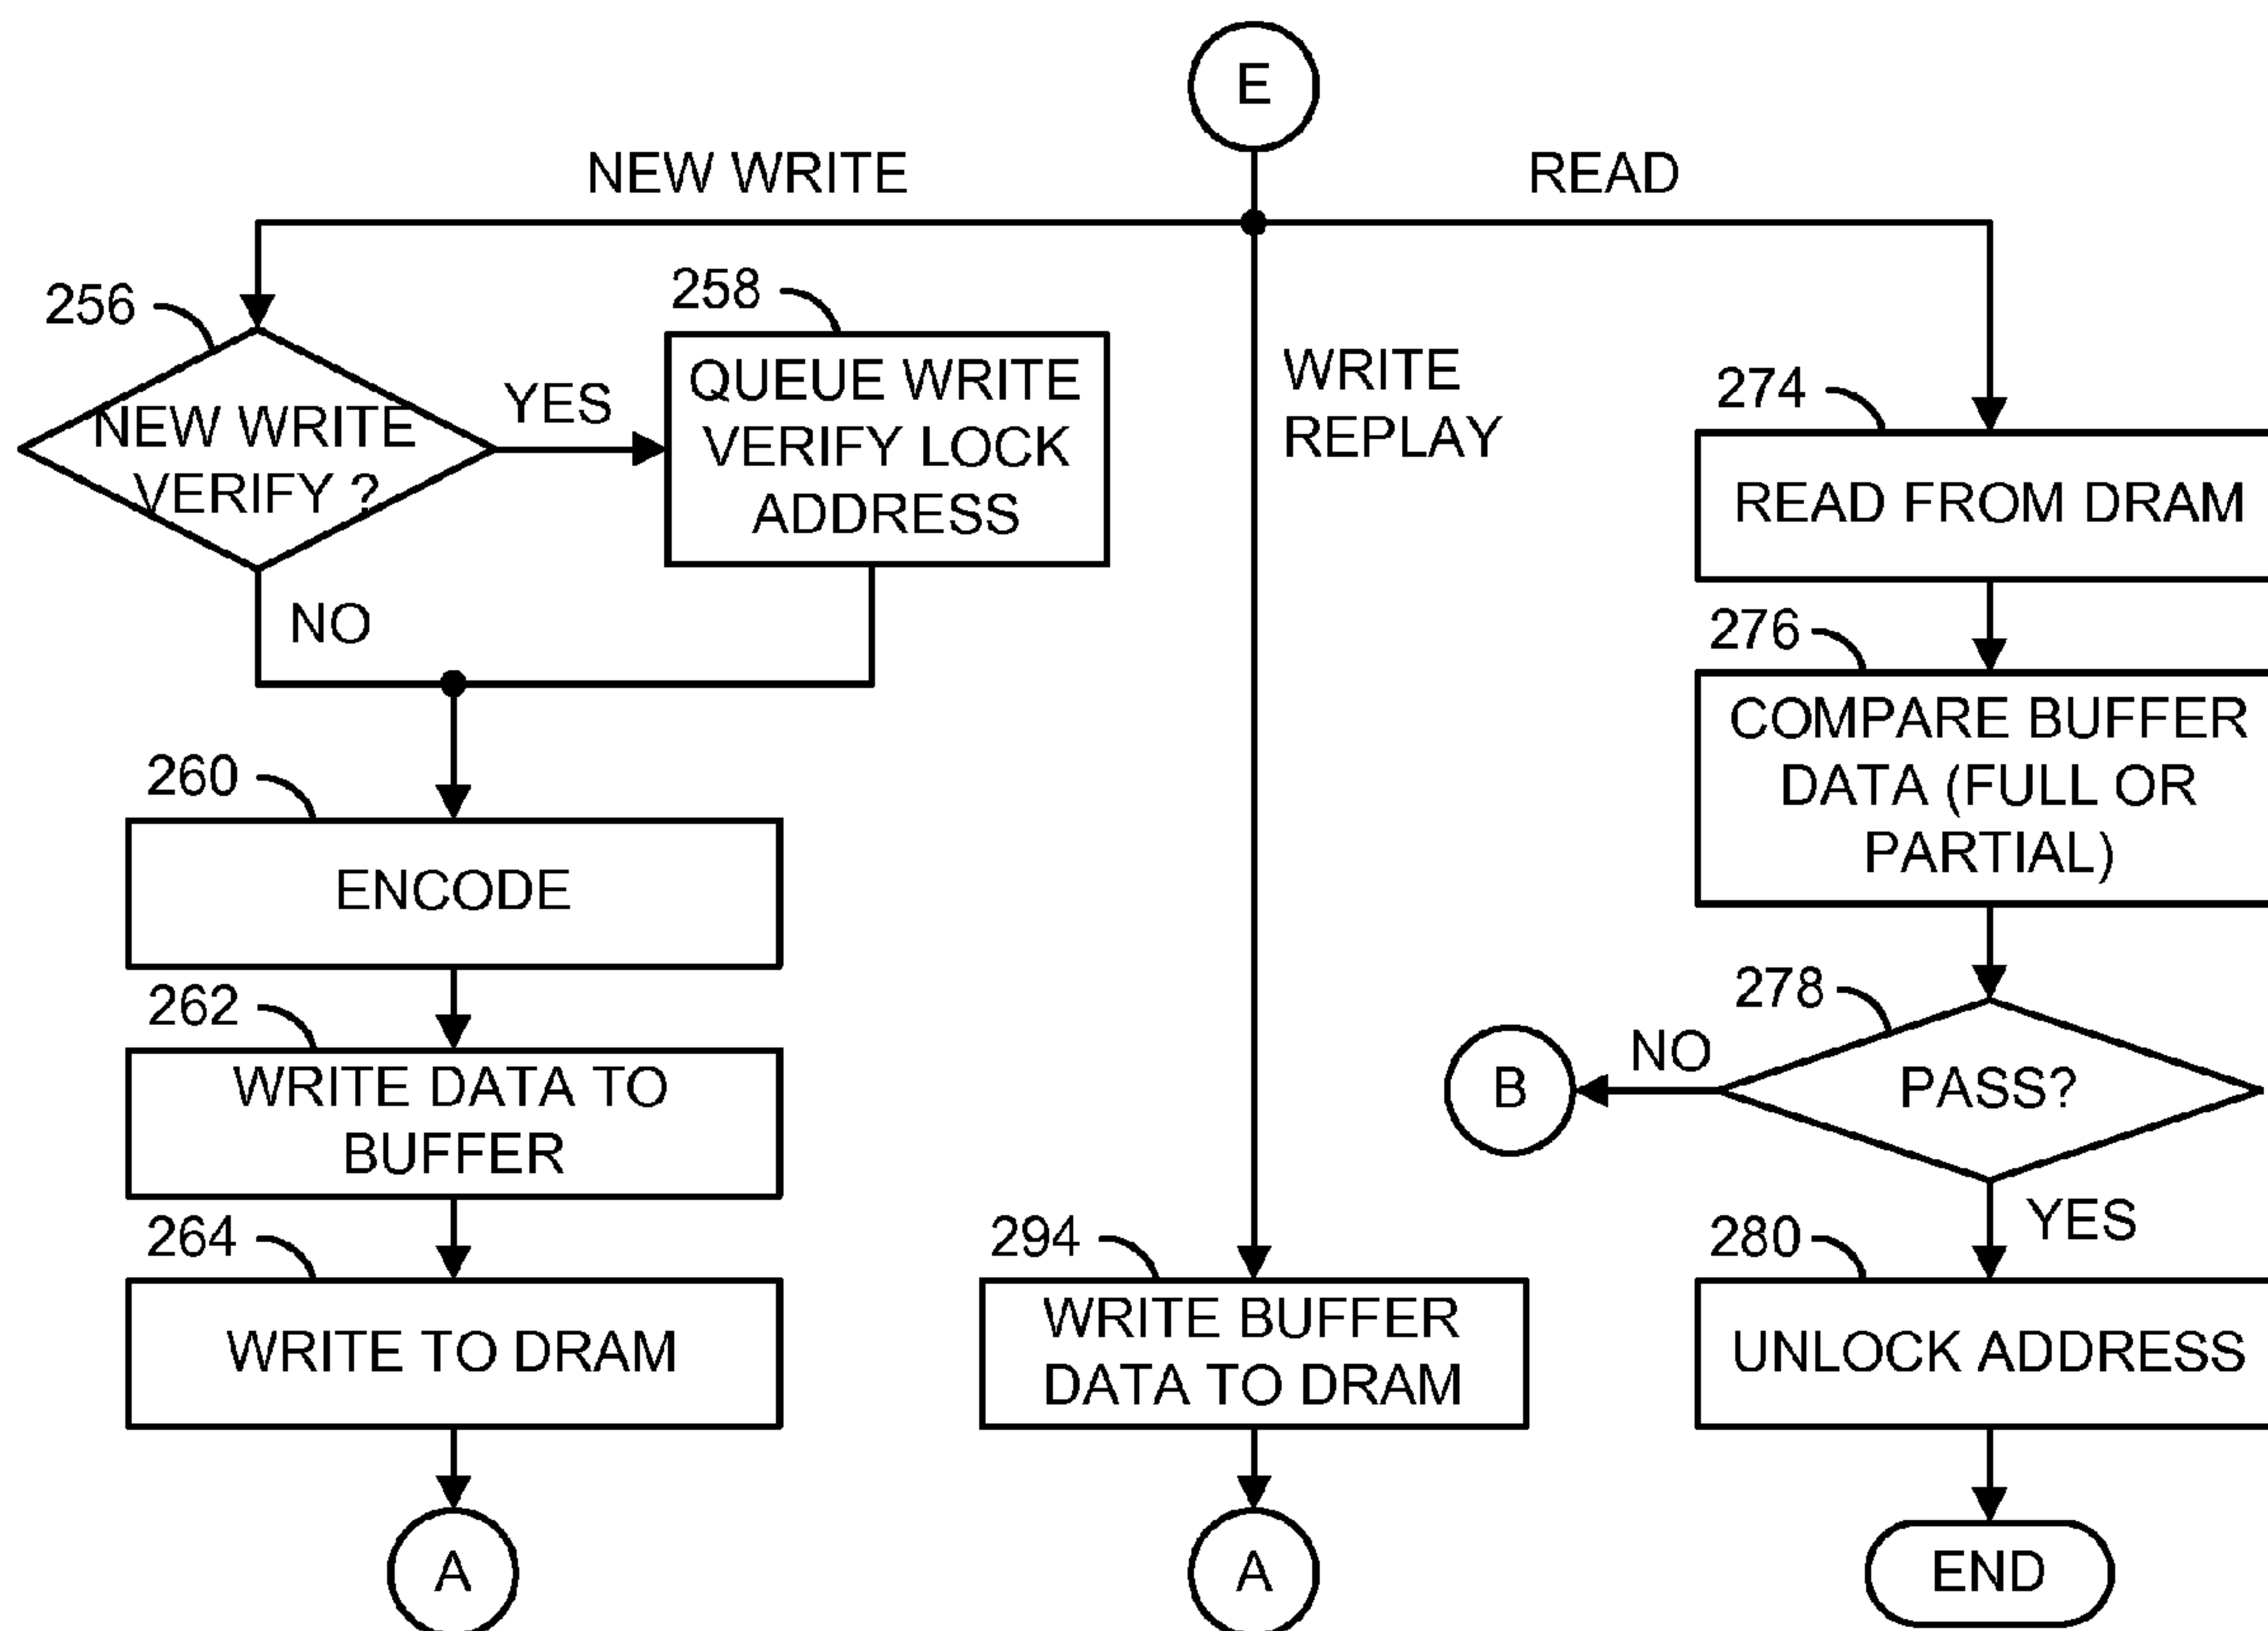 E
NEW WRITE
READ
256
NEW WRITE
VERIFY ?
YES
NO
258
QUEUE WRITE
VERIFY LOCK
ADDRESS
260
ENCODE
262
WRITE DATA TO
BUFFER
264
WRITE TO DRAM
A
WRITE
REPLAY
294
WRITE BUFFER
DATA TO DRAM
A
274
READ FROM DRAM
276
COMPARE BUFFER
DATA (FULL OR
PARTIAL)
278
PASS?
NO
B
YES
280
UNLOCK ADDRESS
END